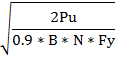 √(2Pu / (0.9 * B * N * Fy))